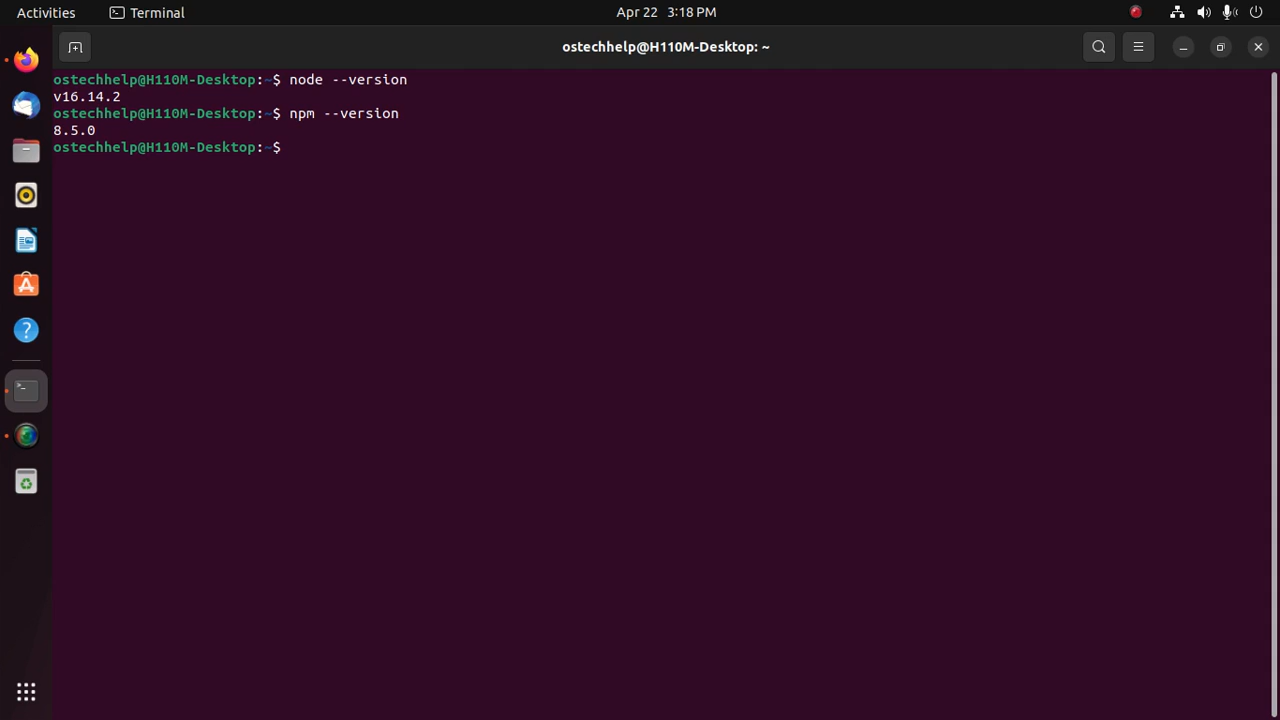 Activities Terminal Apr 22 3:18 PM
ostechhelp@H110M-Desktop: ~
ostechhelp@H110M-Desktop:~$ node --version
v16.14.2
ostechhelp@H110M-Desktop:~$ npm --version
8.5.0
ostechhelp@H110M-Desktop:~$